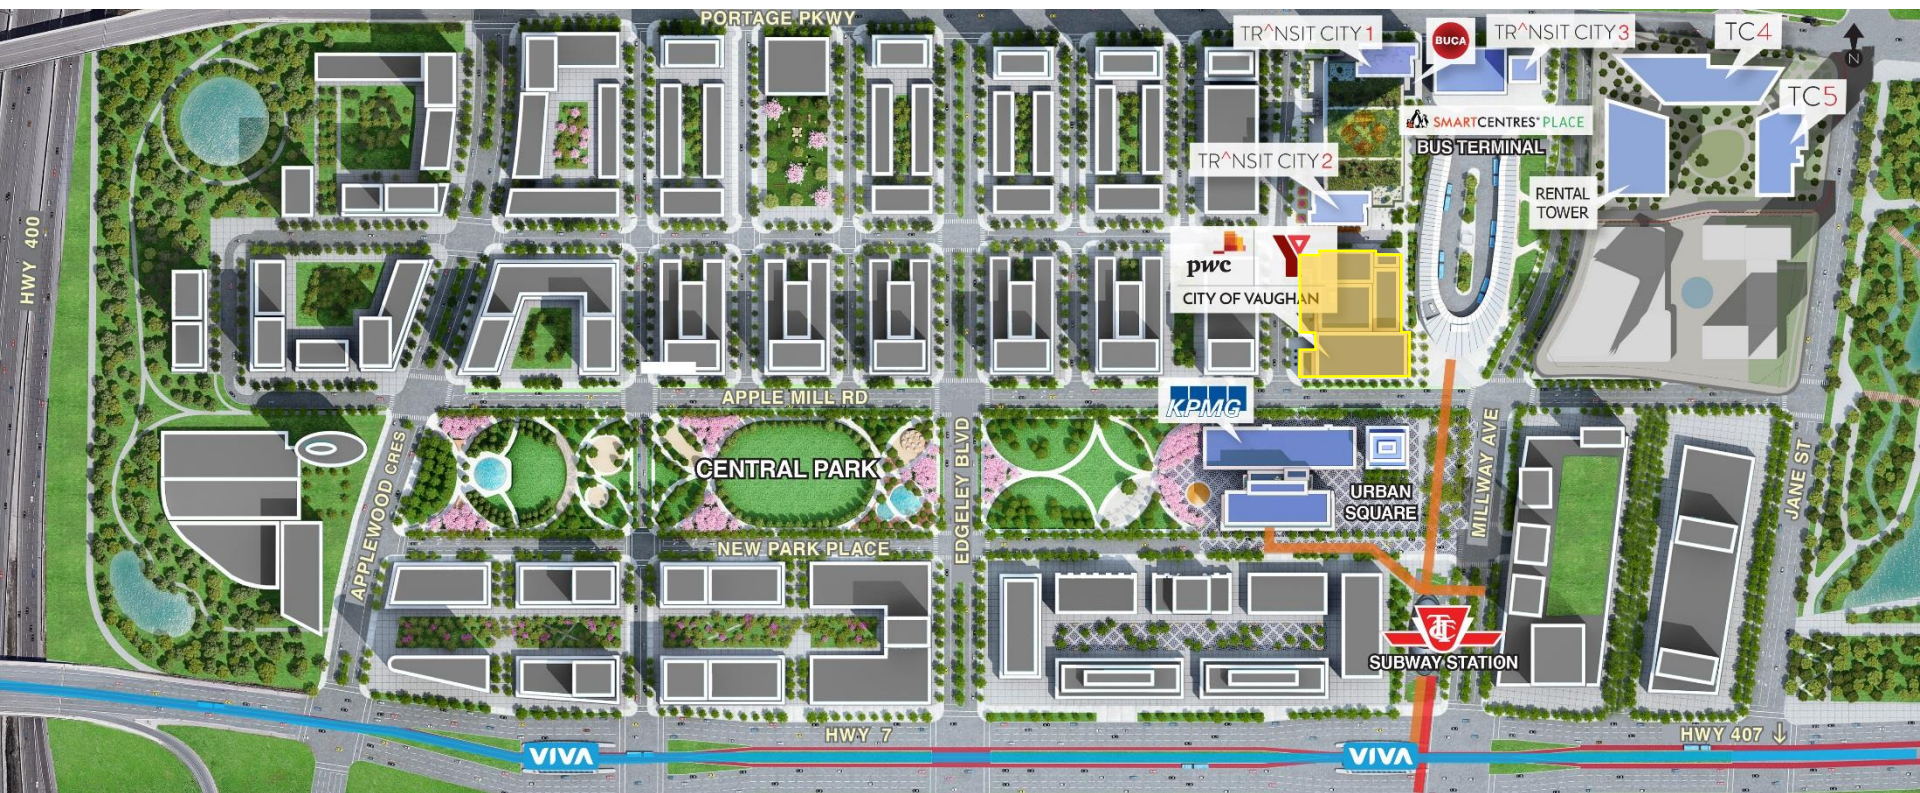 PORTAGE PKWY
TR^NSIT CITY 1
BUCA
TR^NSIT CITY 3
TC4
N
TC5
SMARTCENTRES® PLACE
BUS TERMINAL
TR^NSIT CITY 2
RENTAL
TOWER
HWY 400
pwc
Y
CITY OF VAUGHAN
APPLE MILL RD
KPMG
APPLEWOOD CRES
CENTRAL PARK
EDGELEY BLVD
URBAN
SQUARE
MILLWAY AVE
JANE ST
NEW PARK PLACE
TTC
SUBWAY STATION
HWY 7
HWY 407 ↓
VIVA
VIVA